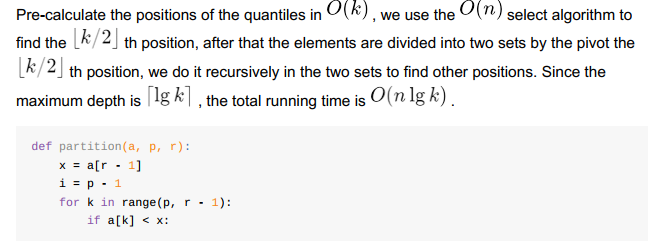 Pre-calculate the positions of the quantiles in O(k), we use the O(n) select algorithm to
find the ⌊k/2⌋ th position, after that the elements are divided into two sets by the pivot the
⌊k/2⌋ th position, we do it recursively in the two sets to find other positions. Since the
maximum depth is ⌈lg k⌉, the total running time is O(n lg k).
def partition(a, p, r):
    x = a[r - 1]
    i = p - 1
    for k in range(p, r - 1):
        if a[k] < x: